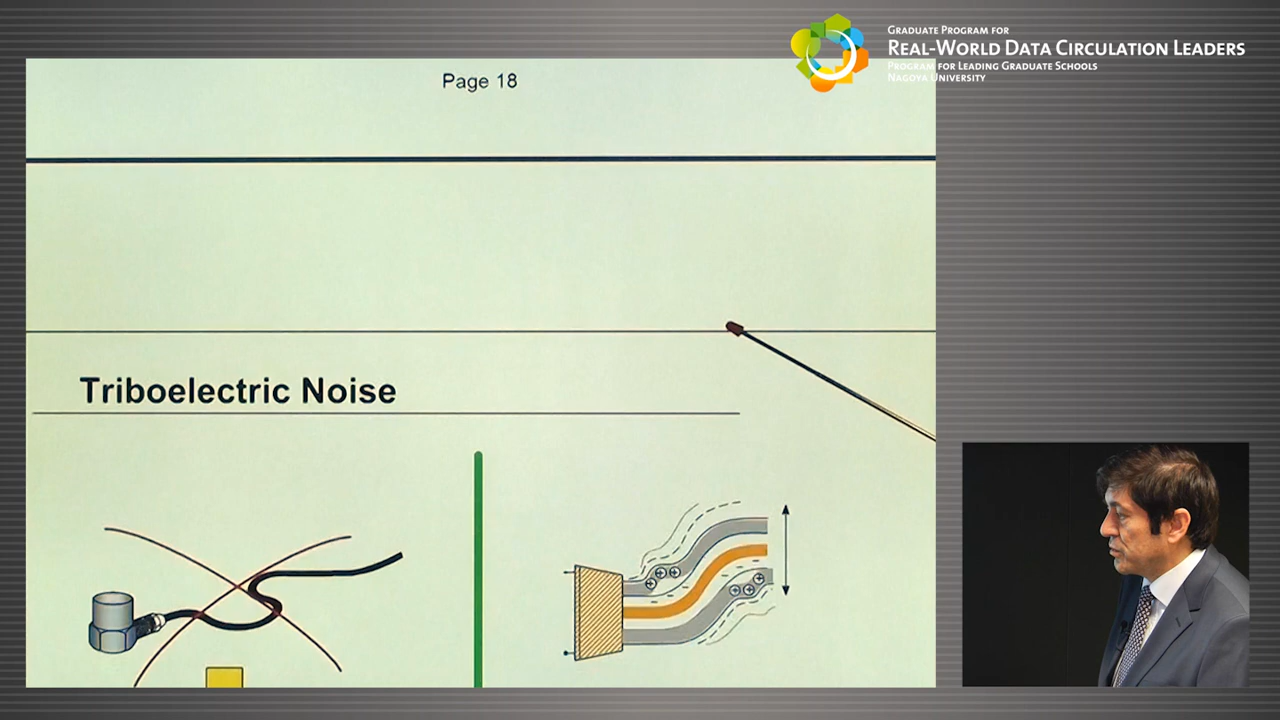 GRADUATE PROGRAM FOR
REAL-WORLD DATA CIRCULATION LEADERS
PROGRAM FOR LEADING GRADUATE SCHOOLS
NAGOYA UNIVERSITY
Page 18
Triboelectric Noise